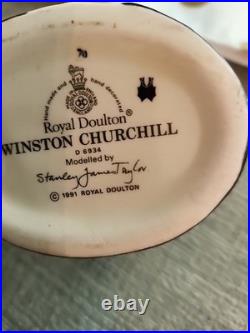 70
Hand made and hand decorated
Royal Doulton®
WINSTON CHURCHILL
D 6934
Modelled by
Stanley James Taylor
© 1991 ROYAL DOULTON